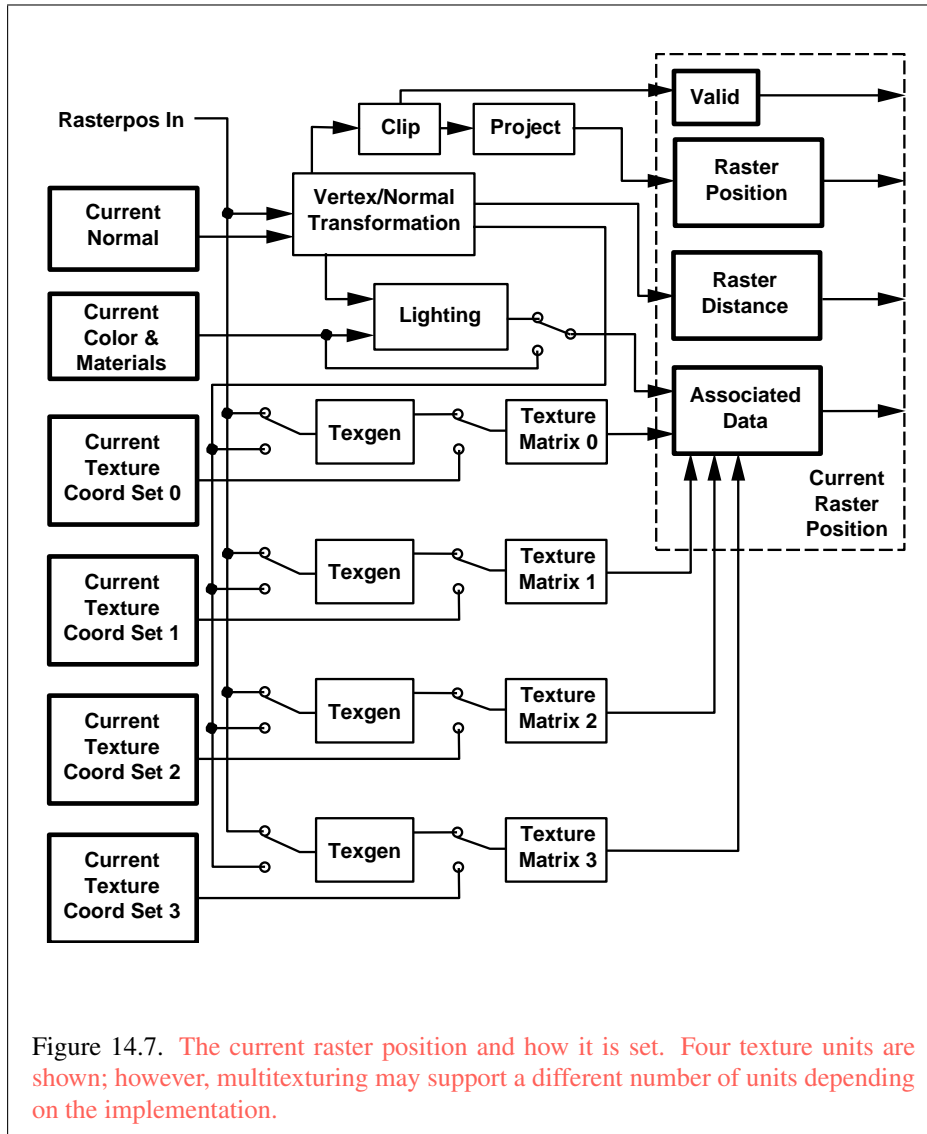 Valid
Rasterpos In
Clip
Project
Raster
Position
Vertex/Normal
Transformation
Current
Normal
Raster
Distance
Current
Color &
Materials
Lighting
Associated
Data
Current
Texture
Coord Set 0
Texgen
Texture
Matrix 0
Current
Raster
Position
Current
Texture
Coord Set 1
Texgen
Texture
Matrix 1
Current
Texture
Coord Set 2
Texgen
Texture
Matrix 2
Current
Texture
Coord Set 3
Texgen
Texture
Matrix 3
Figure 14.7. The current raster position and how it is set. Four texture units are
shown; however, multitexturing may support a different number of units depending
on the implementation.